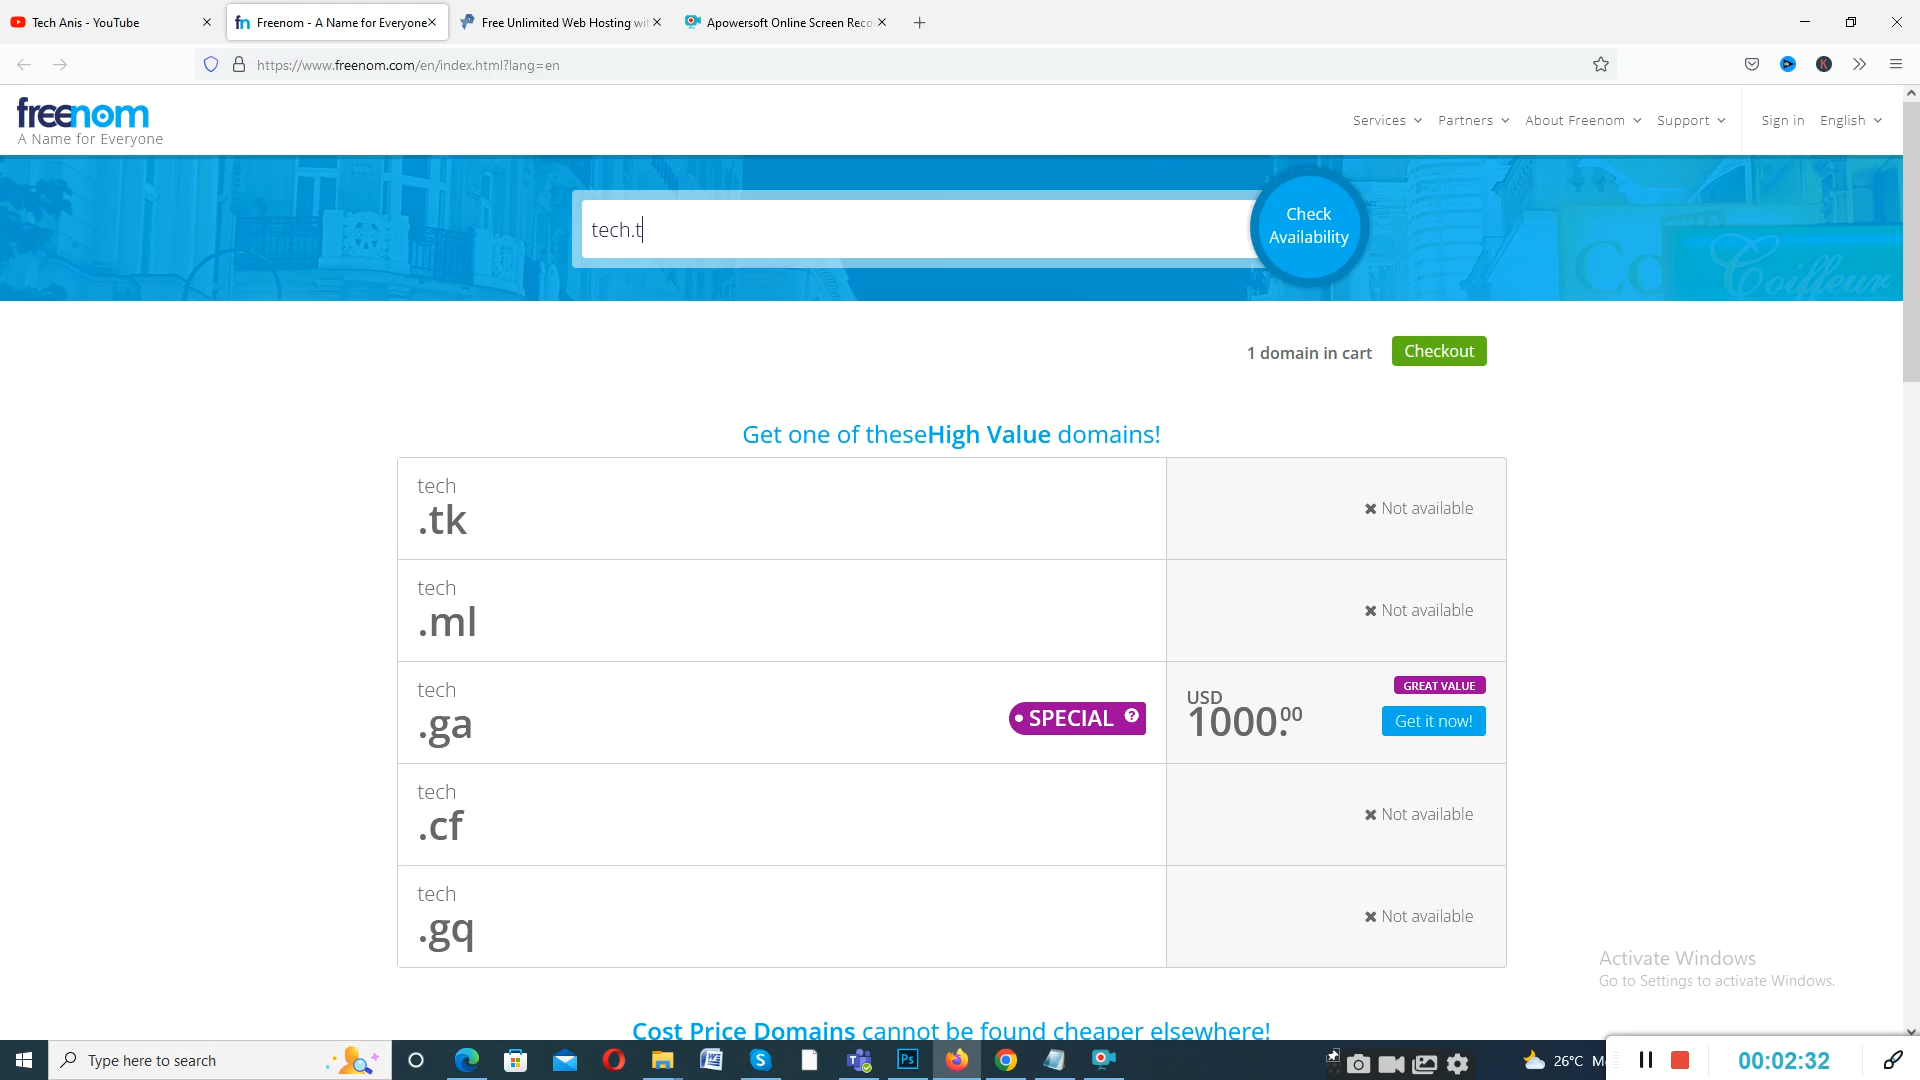 Tech Anis - YouTube
Freenom - A Name for Everyone
Free Unlimited Web Hosting wit
Apowersoft Online Screen Reco
https://www.freenom.com/en/index.html?lang=en
freenom
A Name for Everyone
Services
Partners
About Freenom
Support
Sign in
English
tech.t
Check
Availability
Co
Coiffeur
1 domain in cart
Checkout
Get one of theseHigh Value domains!
tech
.tk
Not available
tech
.ml
Not available
tech
.ga
SPECIAL ?
USD
1000.00
GREAT VALUE
Get it now!
tech
.cf
Not available
tech
.gq
Not available
Activate Windows
Go to Settings to activate Windows.
Cost Price Domains cannot be found cheaper elsewhere!
Type here to search
26°C
00:02:32